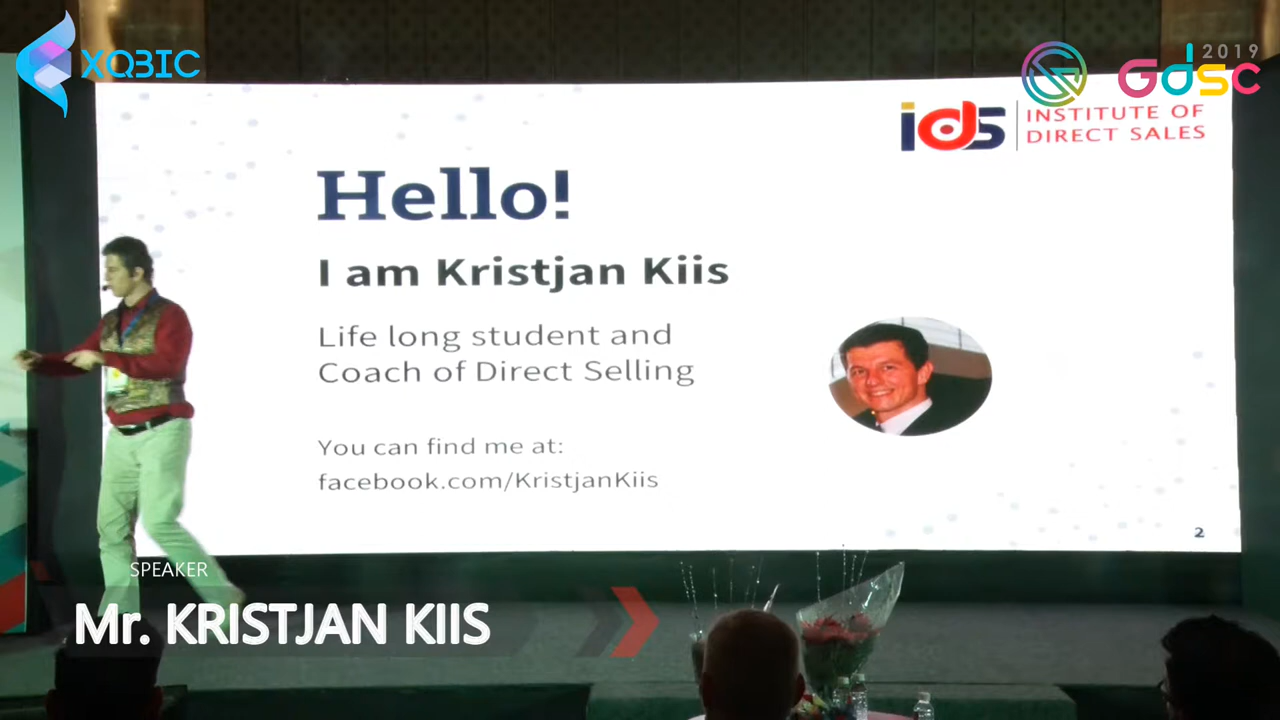 XQBIC
2019
Gdsc
ids
INSTITUTE OF
DIRECT SALES
Hello!
I am Kristjan Kiis
Life long student and
Coach of Direct Selling
You can find me at:
facebook.com/KristjanKiis
2
SPEAKER
Mr. KRISTJAN KIIS